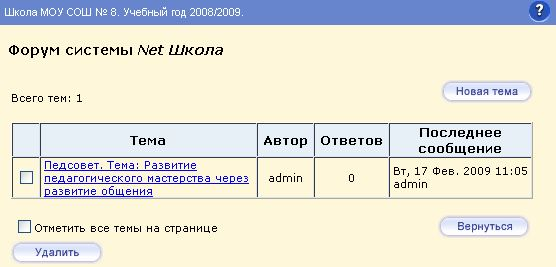 Школа МОУ СОШ № 8. Учебный год 2008/2009.
?
Форум системы Net Школа
Всего тем: 1
Новая тема
Тема Автор Ответов Последнее
сообщение
Педсовет. Тема: Развитие
педагогического мастерства через
развитие общения
admin
0
Вт, 17 Фев. 2009 11:05
admin
Отметить все темы на странице
Вернуться
Удалить